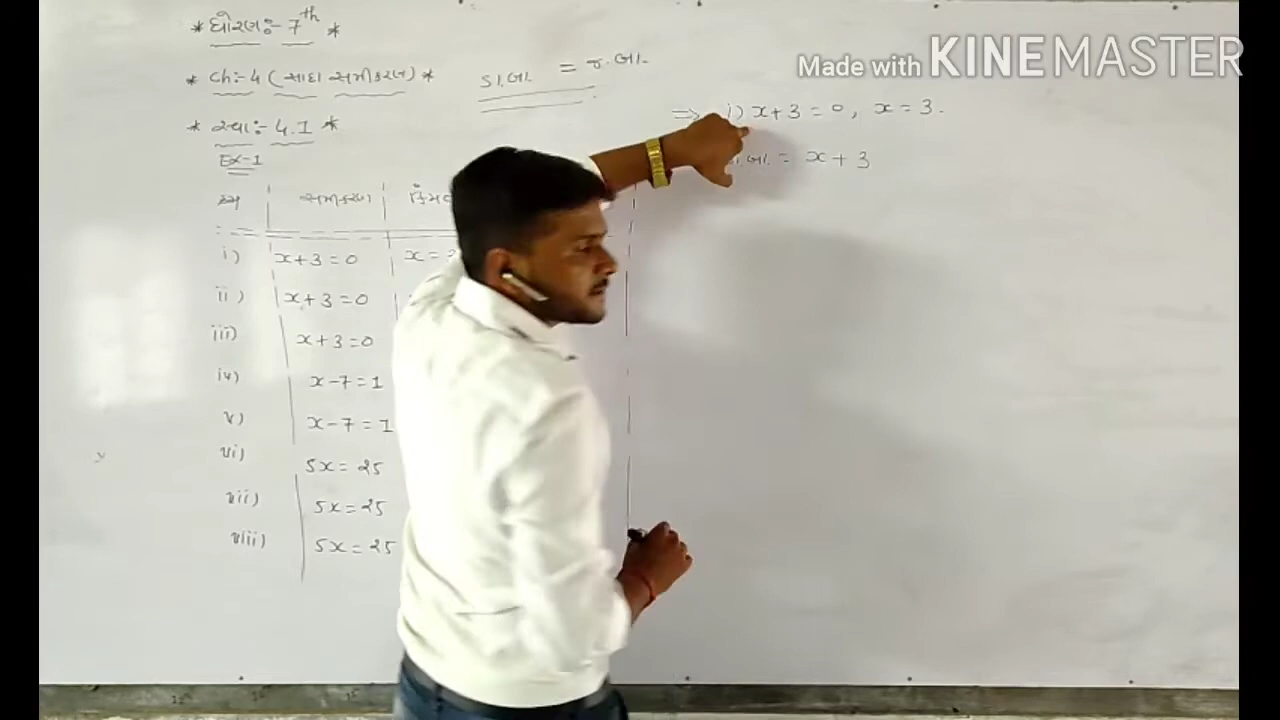 * ધોરણ:- 7th *
* Ch:- 4 ( સાદા સમીકરણ ) *
ડા.બા. = જ.બા.
* સ્વા:- 4.1 *
Ex-1
ક્રમ સમીકરણ
i) x+3=0 x=
ii) x+3=0
iii) x+3=0
iv) x-7=1
v) x-7=1
vi) 5x=25
vii) 5x=25
viii) 5x=25
⇒ i) x+3=0, x=3.
.બા. = x+3
Made with KINEMASTER